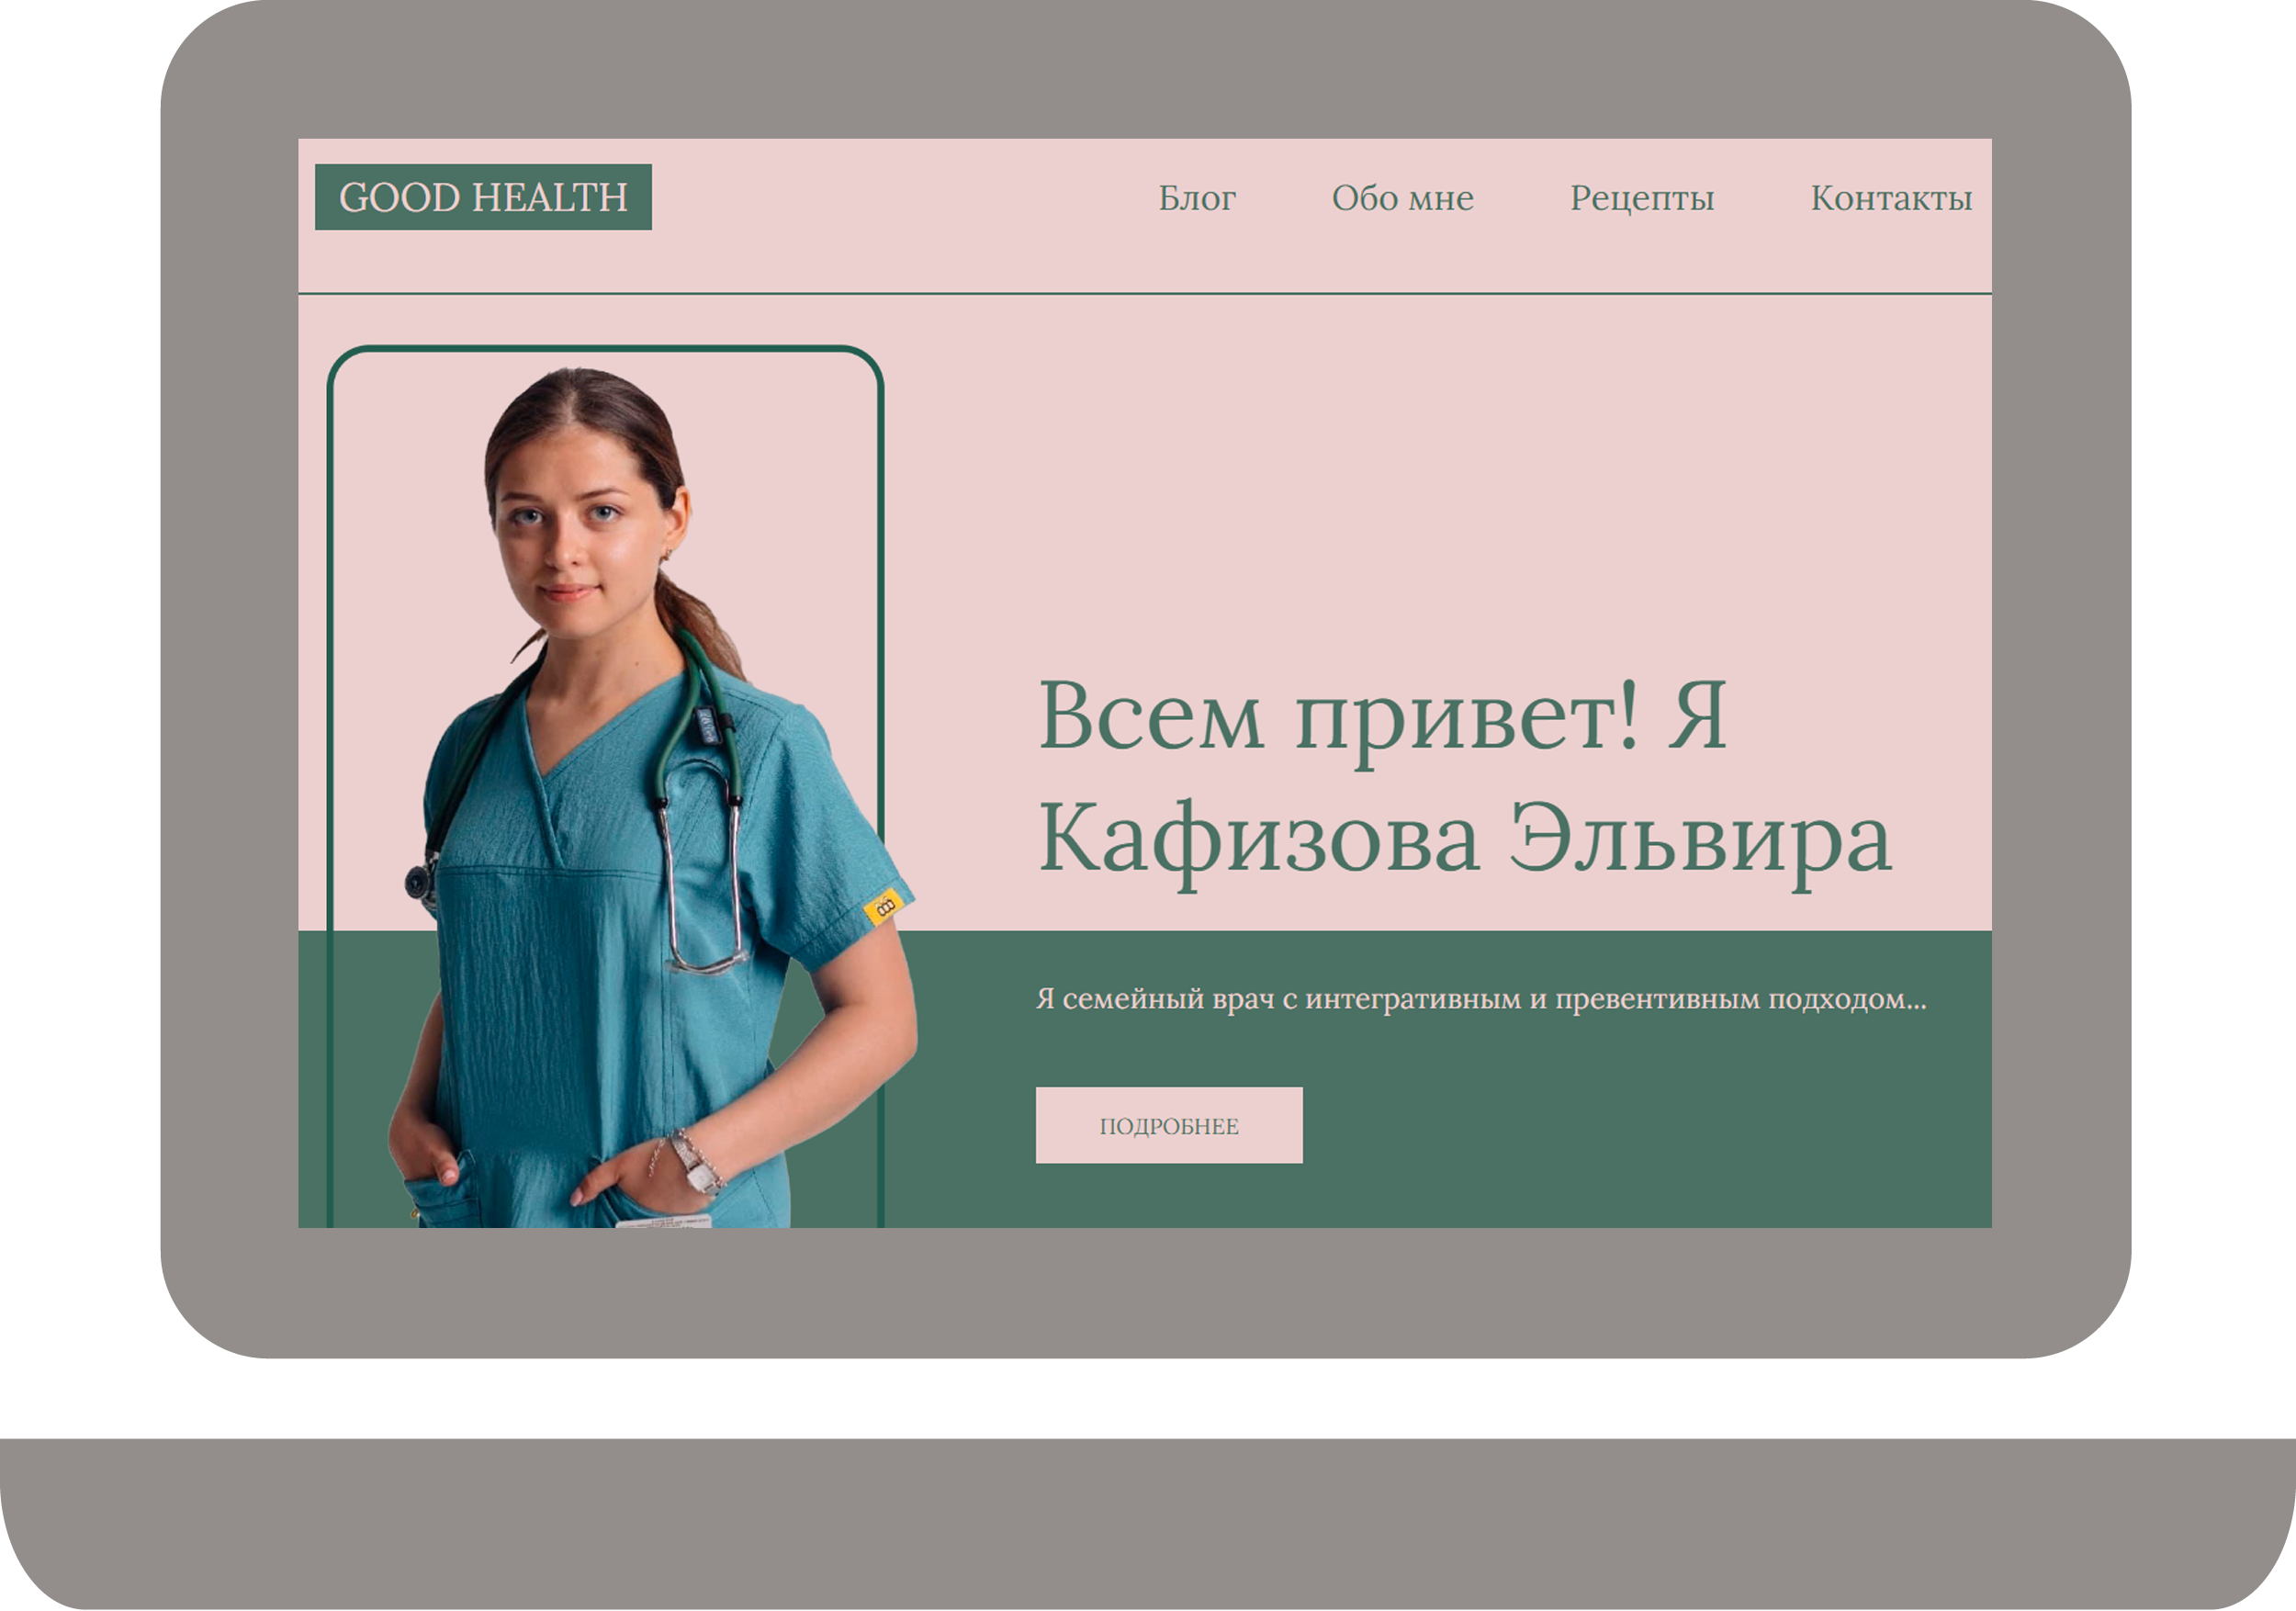 GOOD HEALTH
Блог Обо мне Рецепты Контакты
Всем привет! Я
Кафизова Эльвира
Я семейный врач с интегративным и превентивным подходом...
ПОДРОБНЕЕ